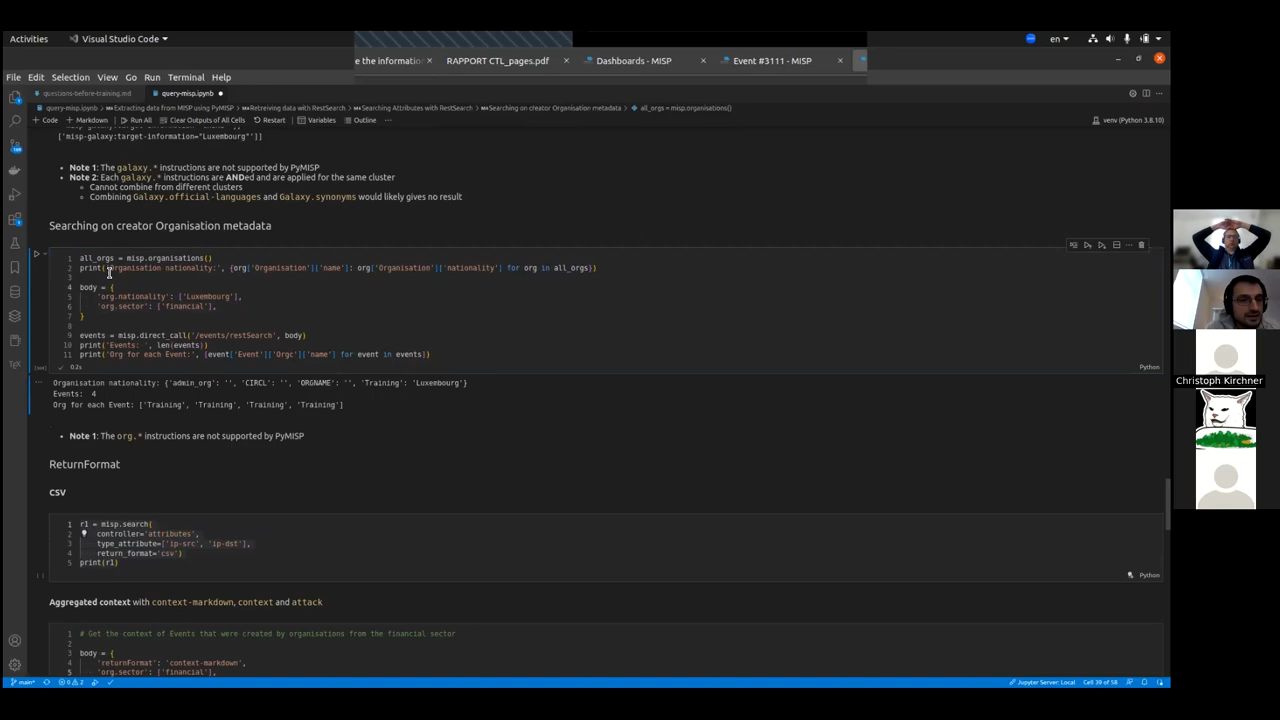 Activities
Visual Studio Code
en
e the information
RAPPORT CTL_pages.pdf
Dashboards - MISP
Event #3111 - MISP
File Edit Selection View Go Run Terminal Help
questions-before-training.md
query-misp.ipynb
query-misp.ipynb > Extracting data from MISP using PyMISP > Retreiving data with RestSearch > Searching Attributes with RestSearch > Searching on creator Organisation metadata > all_orgs = misp.organisations()
+ Code + Markdown Run All Clear Outputs of All Cells Restart Variables Outline ...
venv (Python 3.8.10)
['misp-galaxy:target-information="Luxembourg"']]
Note 1: The galaxy.* instructions are not supported by PyMISP
Note 2: Each galaxy.* instructions are ANDed and are applied for the same cluster
Cannot combine from different clusters
Combining Galaxy.official-languages and Galaxy.synonyms would likely gives no result
Searching on creator Organisation metadata
1 all_orgs = misp.organisations()
2 print('Organisation nationality:', {org['Organisation']['name']: org['Organisation']['nationality'] for org in all_orgs})
3
4 body = {
5 'org.nationality': ['Luxembourg'],
6 'org.sector': ['financial'],
7 }
8
9 events = misp.direct_call('/events/restSearch', body)
10 print('Events: ', len(events))
11 print('Org for each Event:', [event['Event']['Orgc']['name'] for event in events])
0.2s
Python
Organisation nationality: {'admin_org': '', 'CIRCL': '', 'ORGNAME': '', 'Training': 'Luxembourg'}
Events: 4
Org for each Event: ['Training', 'Training', 'Training', 'Training']
Note 1: The org.* instructions are not supported by PyMISP
ReturnFormat
CSV
1 r1 = misp.search(
2 controller='attributes',
3 type_attribute=['ip-src', 'ip-dst'],
4 return_format='csv')
5 print(r1)
Python
Aggregated context with context-markdown, context and attack
1 # Get the context of Events that were created by organisations from the financial sector
2
3 body = {
4 'returnFormat': 'context-markdown',
5 'org.sector': ['financial'],
main*
0 2
Jupyter Server: Local
Cell 39 of 58
Christoph Kirchner